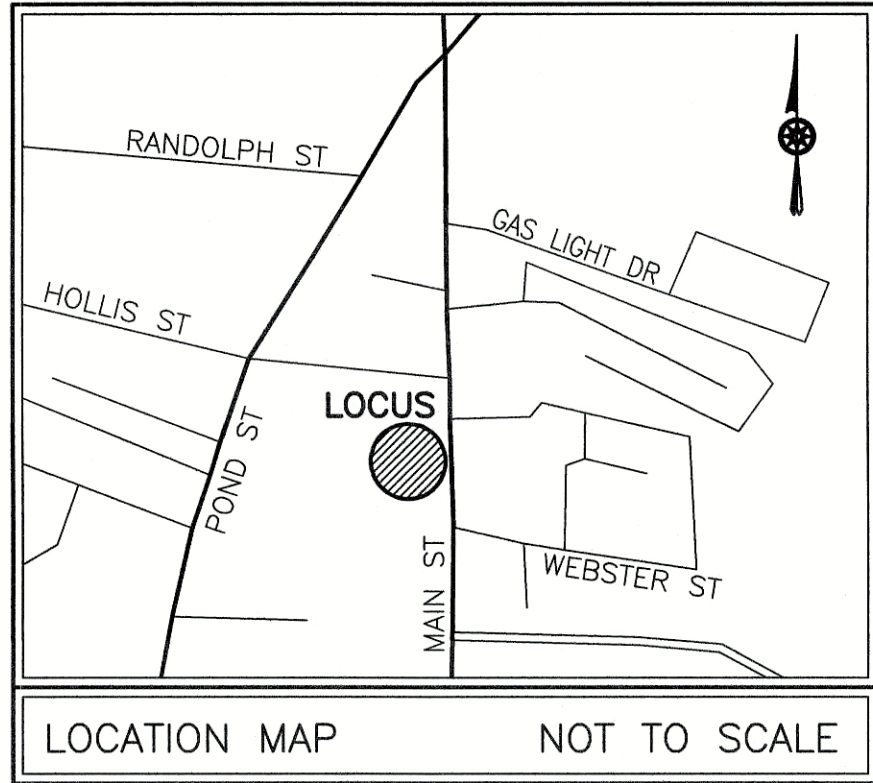 RANDOLPH ST
GAS LIGHT DR
HOLLIS ST
LOCUS
POND ST
MAIN ST
WEBSTER ST
LOCATION MAP NOT TO SCALE